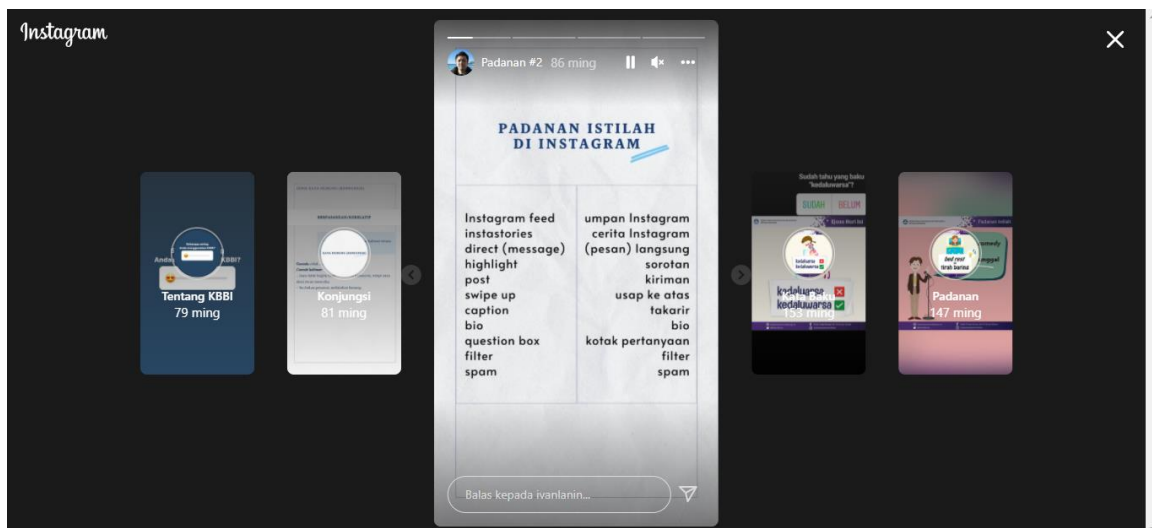 Instagram
Padanan #2 86 ming
PADANAN ISTILAH
DI INSTAGRAM
Instagram feed umpan Instagram
instastories cerita Instagram
direct (message) (pesan) langsung
highlight sorotan
post kiriman
swipe up usap ke atas
caption takarir
bio bio
question box kotak pertanyaan
filter filter
spam spam
Balas kepada ivanlanin...
Tentang KBBI
79 ming
Konjungsi
81 ming
Sudah tahu yang baku
"kedaluwarsa"?
SUDAH BELUM
kadaluarsa
kedaluwarsa
Kata Baku
153 ming
Padanan
147 ming